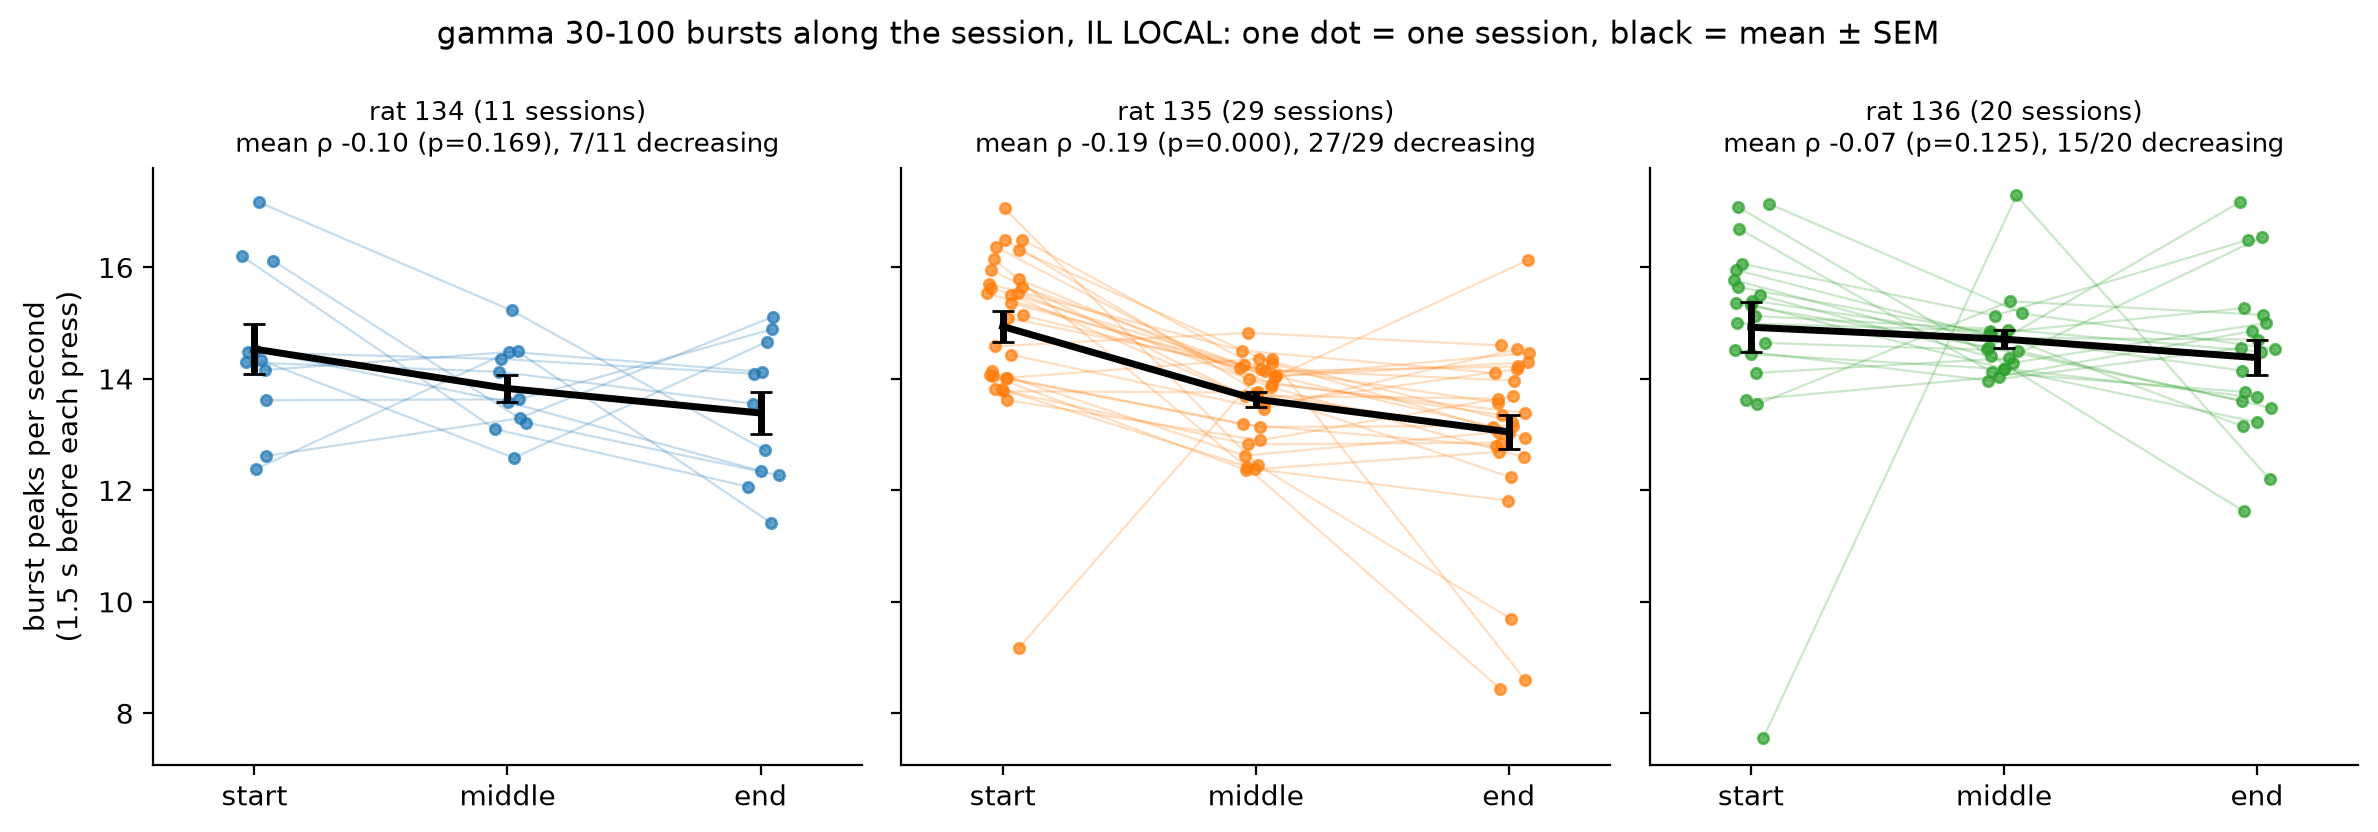 gamma 30-100 bursts along the session, IL LOCAL: one dot = one session, black = mean ± SEM
rat 134 (11 sessions)
mean ρ -0.10 (p=0.169), 7/11 decreasing
rat 135 (29 sessions)
mean ρ -0.19 (p=0.000), 27/29 decreasing
rat 136 (20 sessions)
mean ρ -0.07 (p=0.125), 15/20 decreasing
burst peaks per second
(1.5 s before each press)
16
14
12
10
8
start
middle
end
start
middle
end
start
middle
end